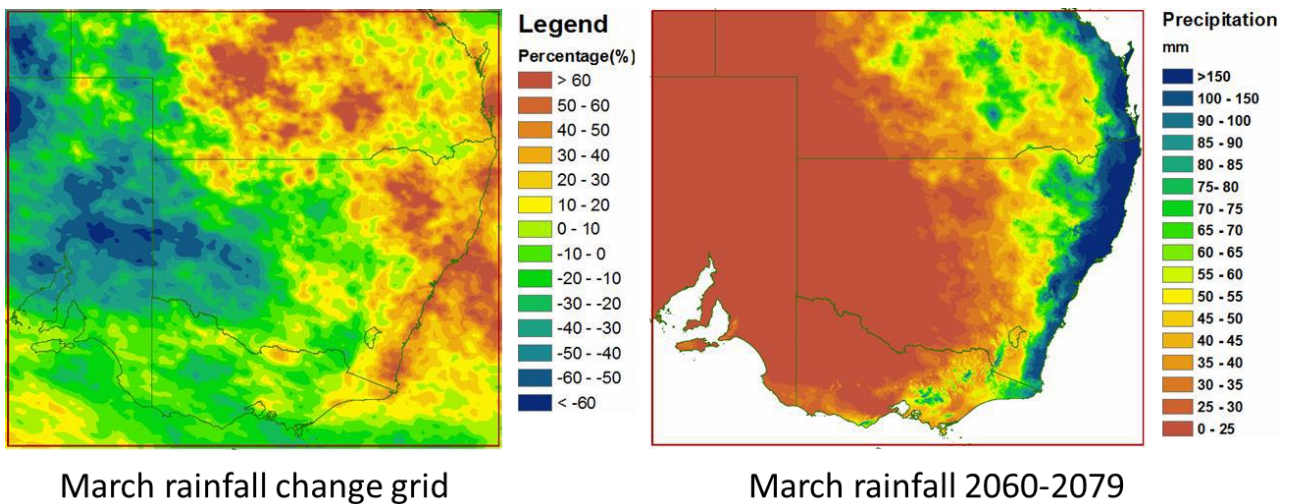 Legend
Percentage(%)
> 60
50 - 60
40 - 50
30 - 40
20 - 30
10 - 20
0 - 10
-10 - 0
-20 - -10
-30 - -20
-40 - -30
-50 - -40
-60 - -50
< -60
Precipitation
mm
>150
100 - 150
90 - 100
85 - 90
80 - 85
75- 80
70 - 75
65 - 70
60 - 65
55 - 60
50 - 55
45 - 50
40 - 45
35 - 40
30 - 35
25 - 30
0 - 25
March rainfall change grid
March rainfall 2060-2079